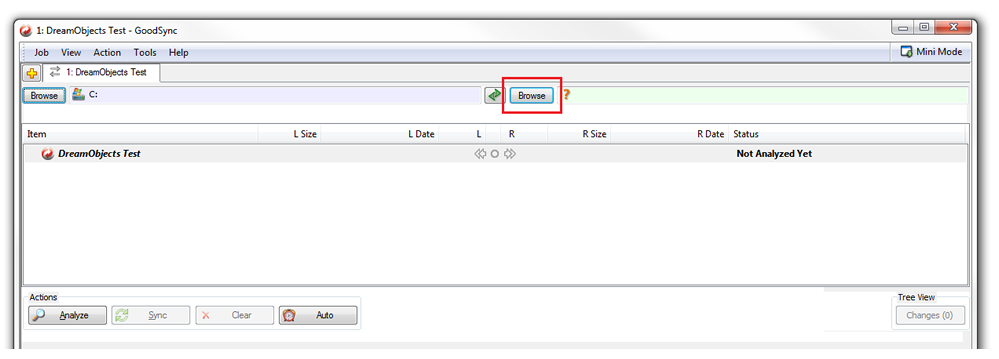 1: DreamObjects Test - GoodSync
Job View Action Tools Help Mini Mode
1: DreamObjects Test
Browse C: Browse ?
Item L Size L Date L R R Size R Date Status
DreamObjects Test Not Analyzed Yet
Actions Tree View
Analyze Sync Clear Auto Changes (0)